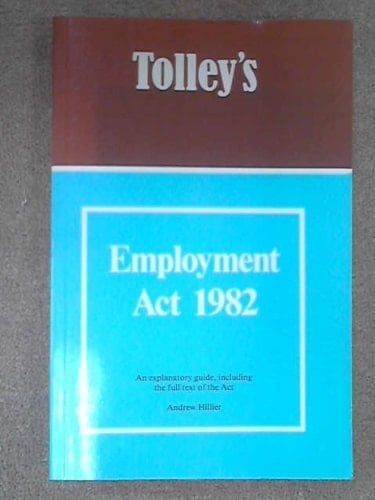 Tolley's
Employment
Act 1982
An explanatory guide, including
the full text of the Act
Andrew Hillier